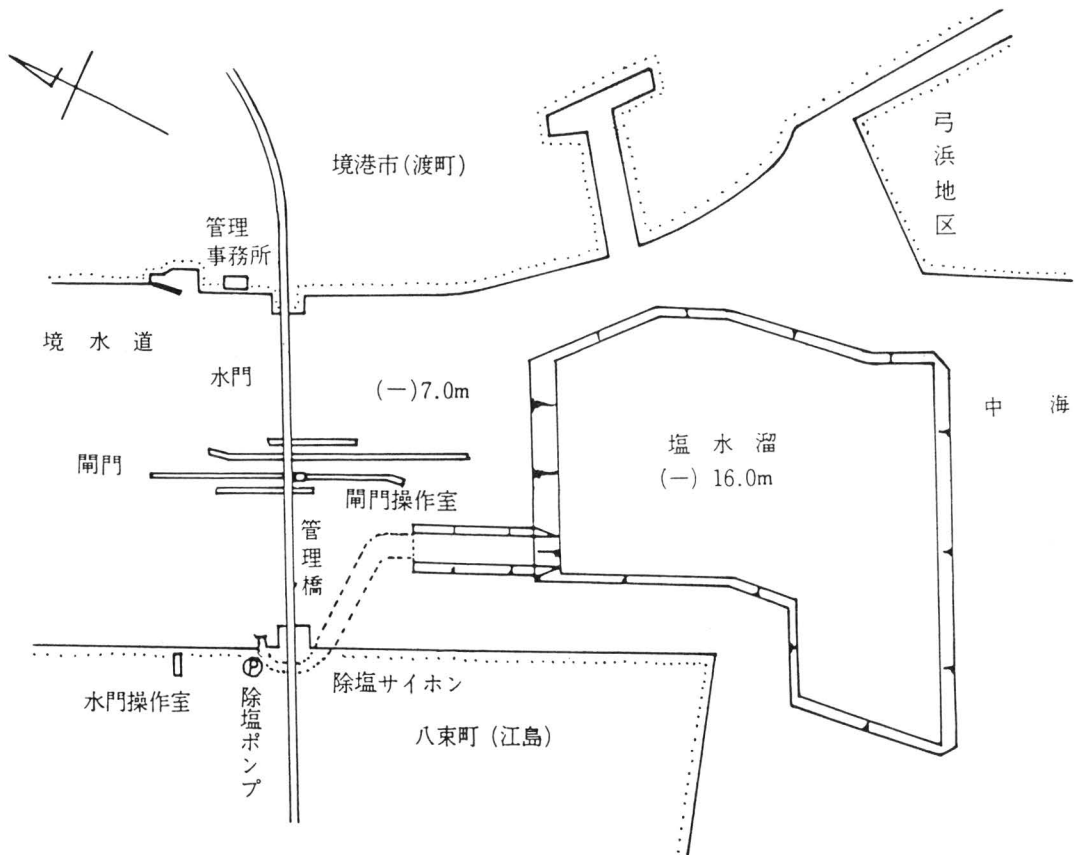 境港市(渡町)
弓浜地区
管理
事務所
境水道
水門
(一)7.0m
中海
塩水溜
(一) 16.0m
閘門
閘門操作室
管理橋
水門操作室
P
除塩ポンプ
除塩サイホン
八束町(江島)